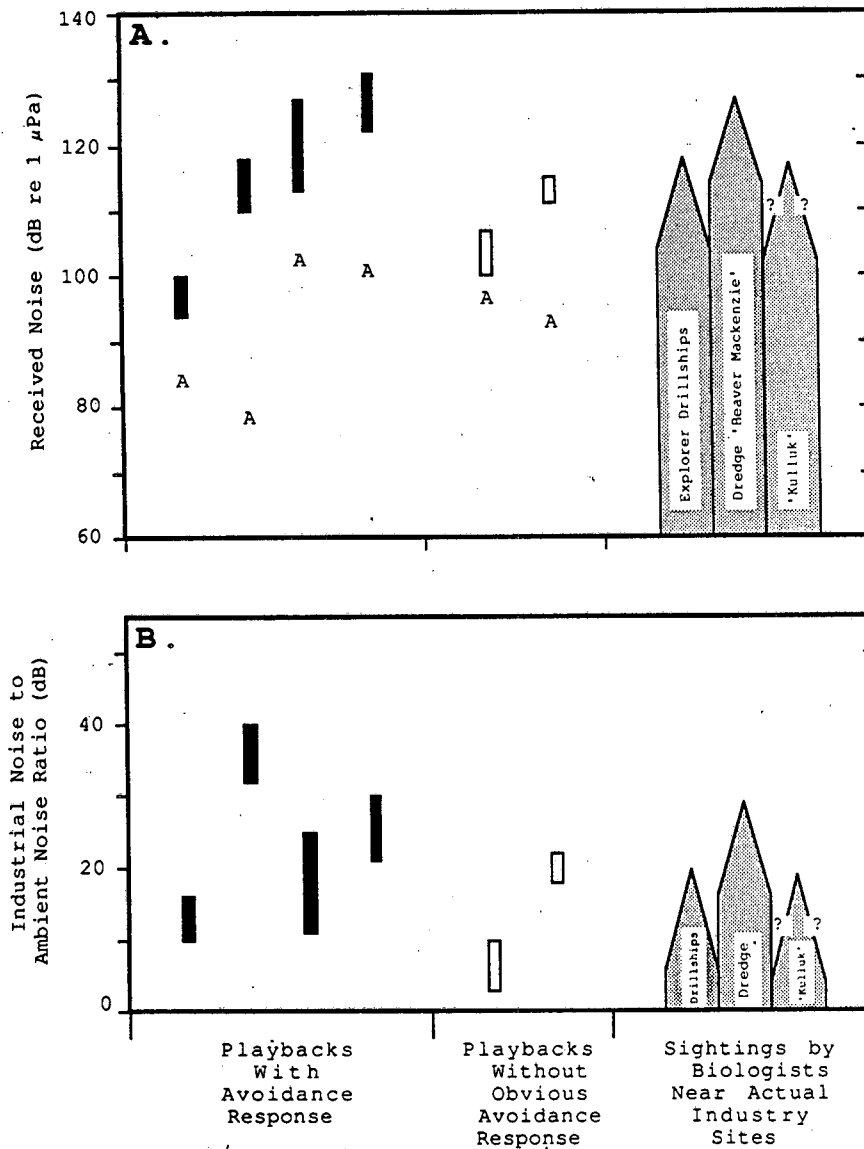 140
A.
120
100
80
60
Received Noise (dB re 1 µPa)
A
A
A
A
A
A
? ?
Explorer Drillships
Dredge 'Beaver Mackenzie'
'Kulluk'
B.
40
20
0
Industrial Noise to
Ambient Noise Ratio (dB)
? ?
Drillships
Dredge
'Kulluk'
Playbacks
With
Avoidance
Response
Playbacks
Without
Obvious
Avoidance
Response
Sightings by
Biologists
Near Actual
Industry
Sites